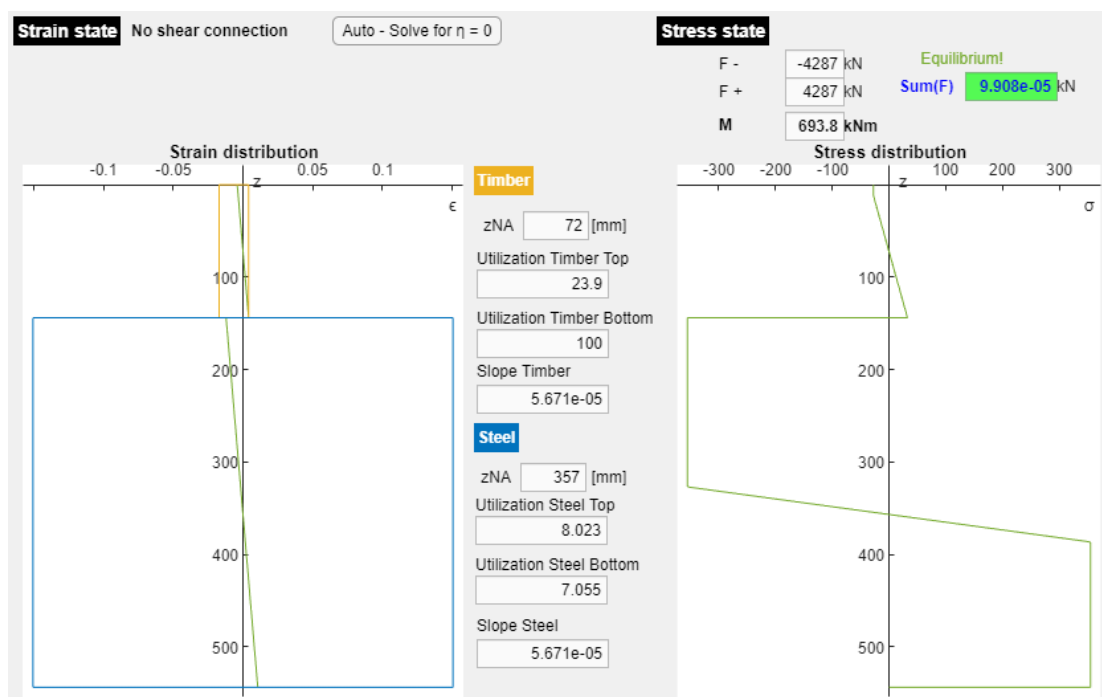 Strain state No shear connection Auto - Solve for η = 0
Stress state
F - -4287 kN
F + 4287 kN
M 693.8 kNm
Equilibrium!
Sum(F) 9.908e-05 kN
Strain distribution
-0.1 -0.05 0.05 0.1
z
ϵ
100
200
300
400
500
Timber
zNA 72 [mm]
Utilization Timber Top
23.9
Utilization Timber Bottom
100
Slope Timber
5.671e-05
Steel
zNA 357 [mm]
Utilization Steel Top
8.023
Utilization Steel Bottom
7.055
Slope Steel
5.671e-05
Stress distribution
-300 -200 -100 100 200 300
z
σ
100
200
300
400
500